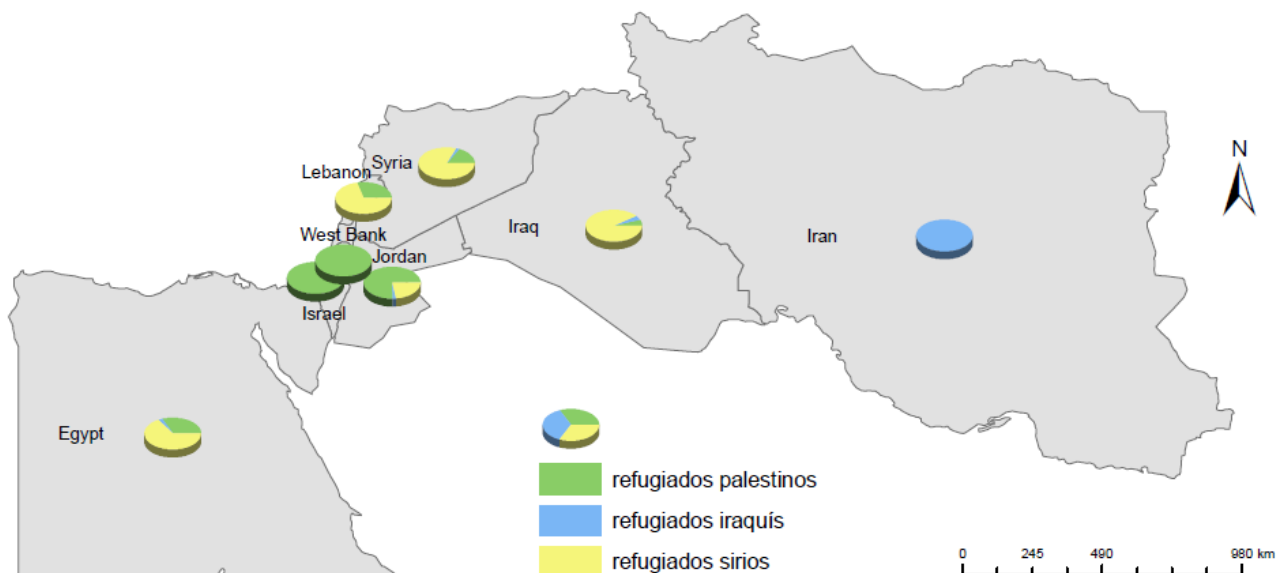 N
Syria
Lebanon
West Bank
Iraq
Iran
Jordan
Israel
Egypt
refugiados palestinos
refugiados iraquís
refugiados sirios
0 245 490 980 km